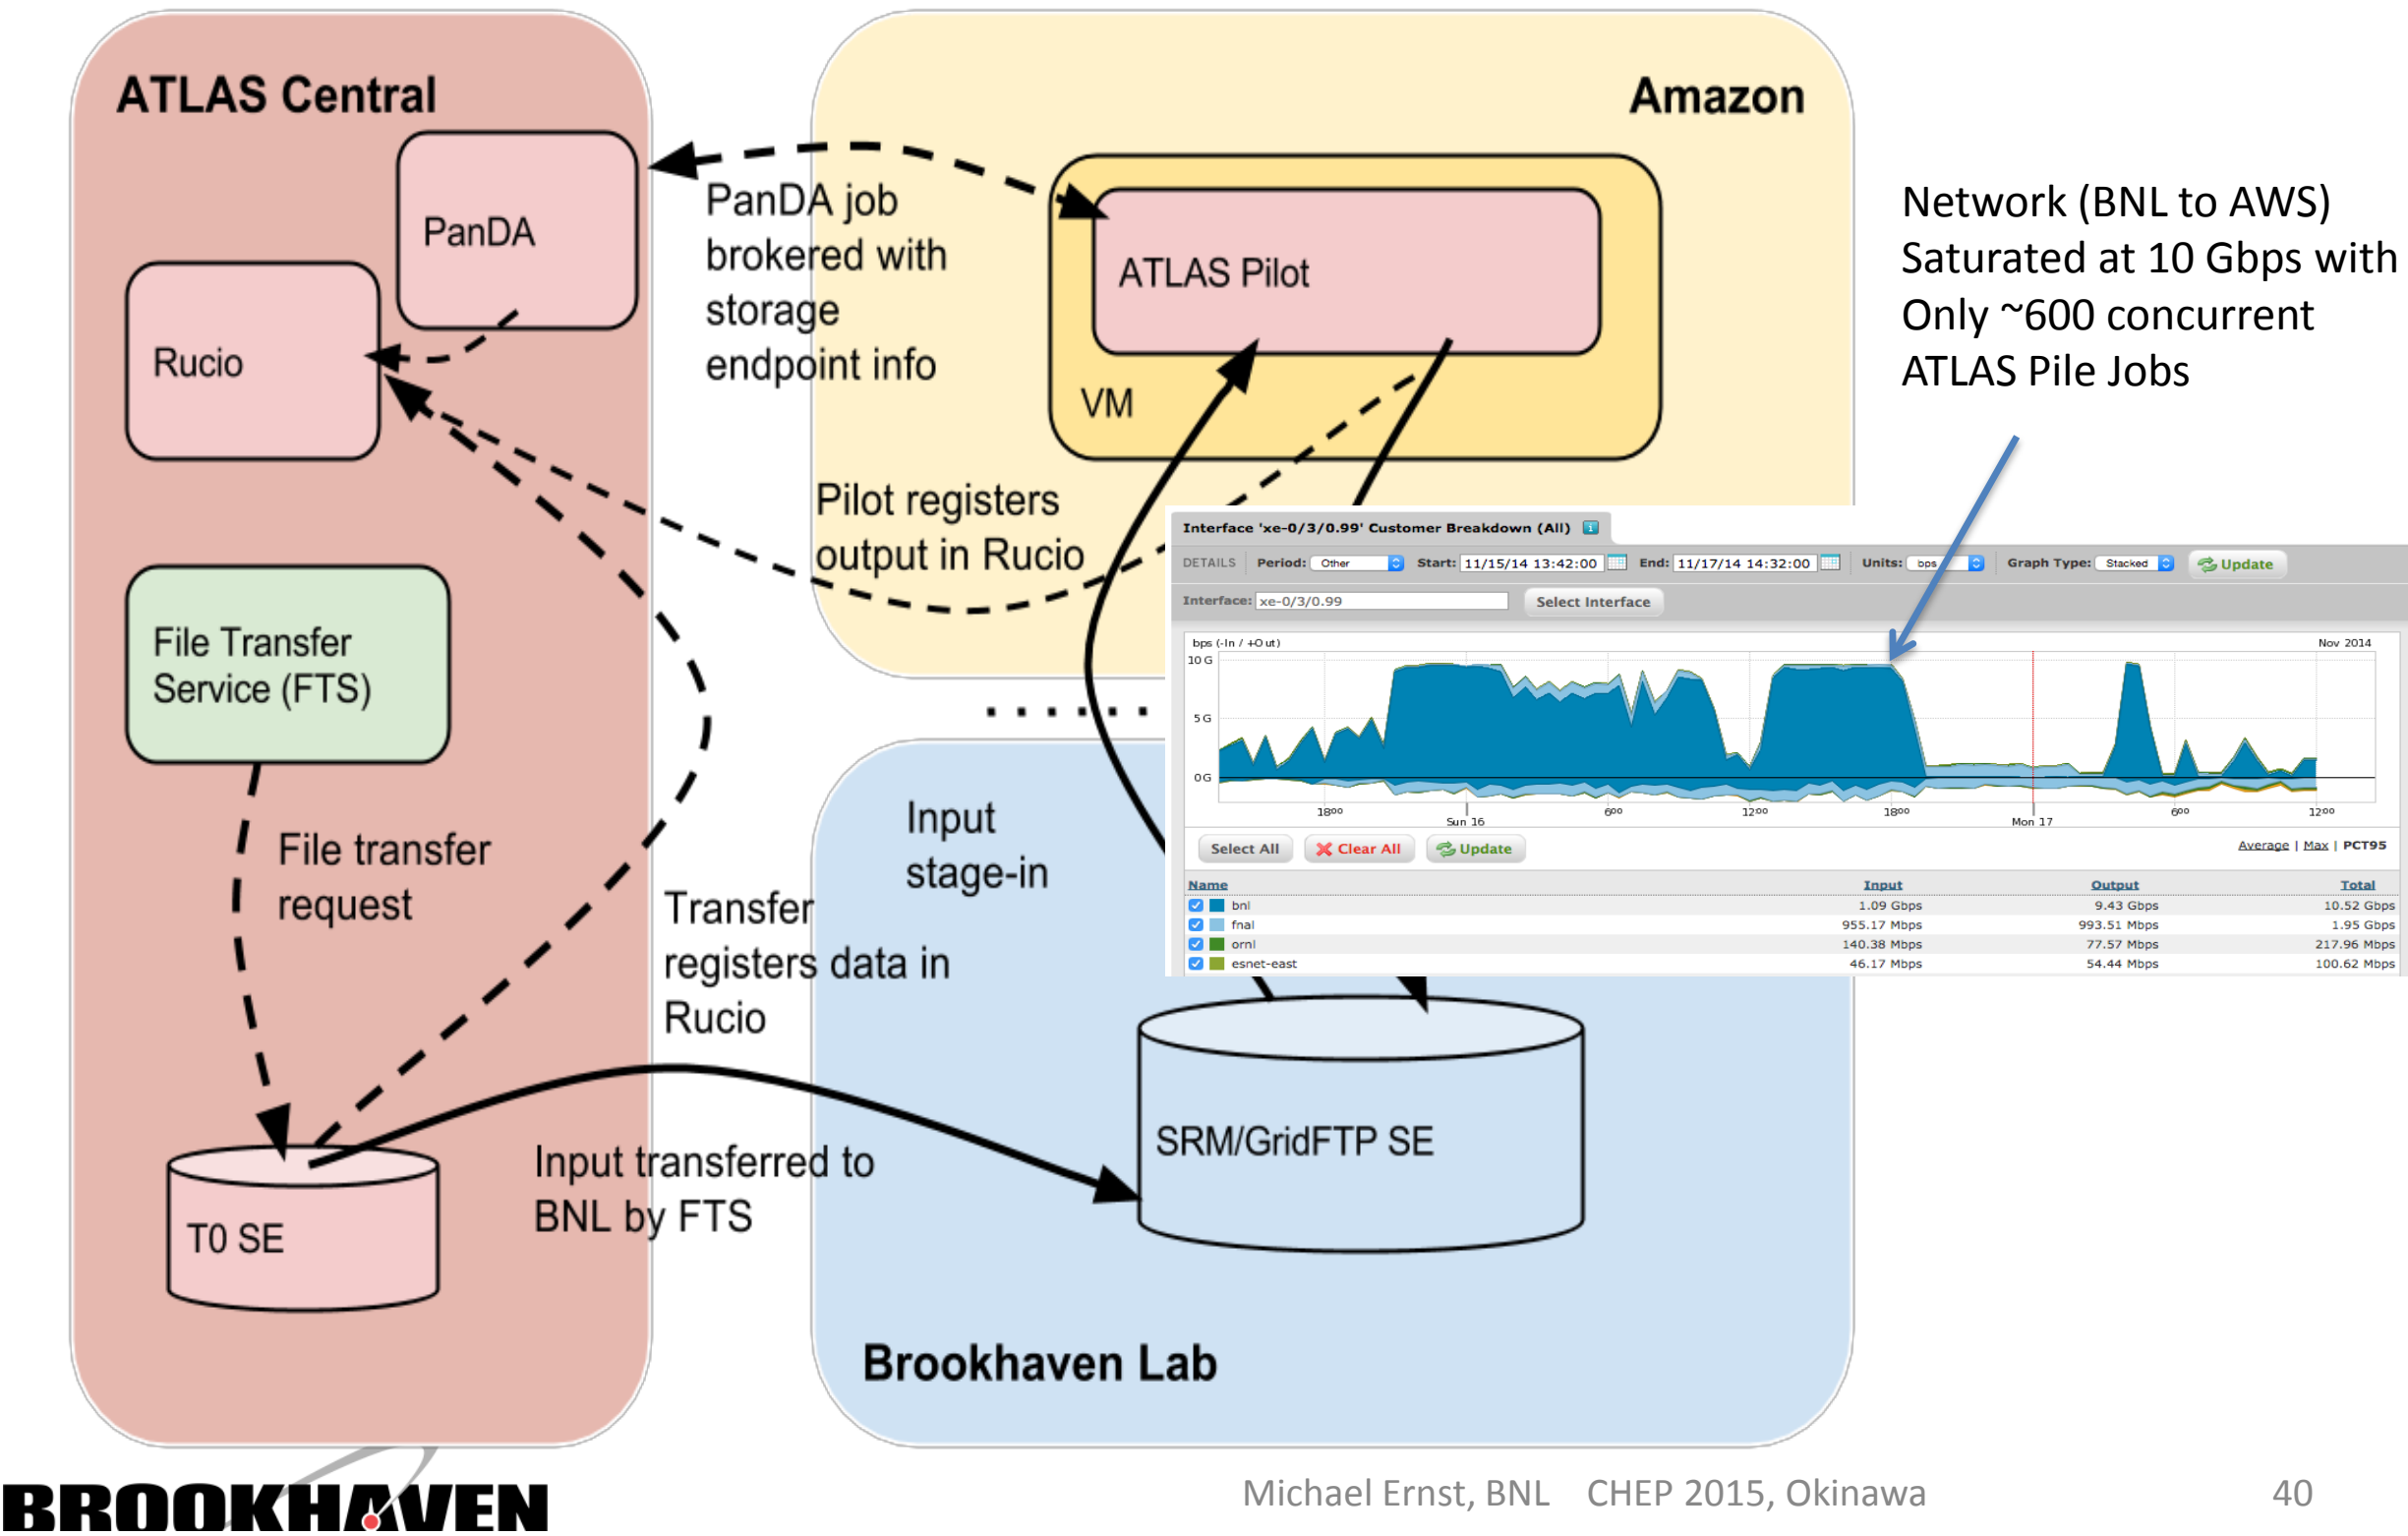 ATLAS Central
PanDA
Rucio
File Transfer
Service (FTS)
File transfer
request
T0 SE
PanDA job
brokered with
storage
endpoint info
Amazon
ATLAS Pilot
VM
Pilot registers
output in Rucio
Network (BNL to AWS)
Saturated at 10 Gbps with
Only ~600 concurrent
ATLAS Pile Jobs
Interface 'xe-0/3/0.99' Customer Breakdown (All) i
DETAILS Period: Other Start: 11/15/14 13:42:00 End: 11/17/14 14:32:00 Units: bps Graph Type: Stacked Update
Interface: xe-0/3/0.99 Select Interface
bps (-In / +Out) Nov 2014
10 G
5 G
0 G
1800 600 1200 1800 600 1200
Sun 16 Mon 17
Select All Clear All Update Average | Max | PCT95
Name Input Output Total
bnl 1.09 Gbps 9.43 Gbps 10.52 Gbps
fnal 955.17 Mbps 993.51 Mbps 1.95 Gbps
ornl 140.38 Mbps 77.57 Mbps 217.96 Mbps
esnet-east 46.17 Mbps 54.44 Mbps 100.62 Mbps
Input
stage-in
Transfer
registers data in
Rucio
Input transferred to
BNL by FTS
SRM/GridFTP SE
Brookhaven Lab
BROOKHAVEN
Michael Ernst, BNL CHEP 2015, Okinawa 40